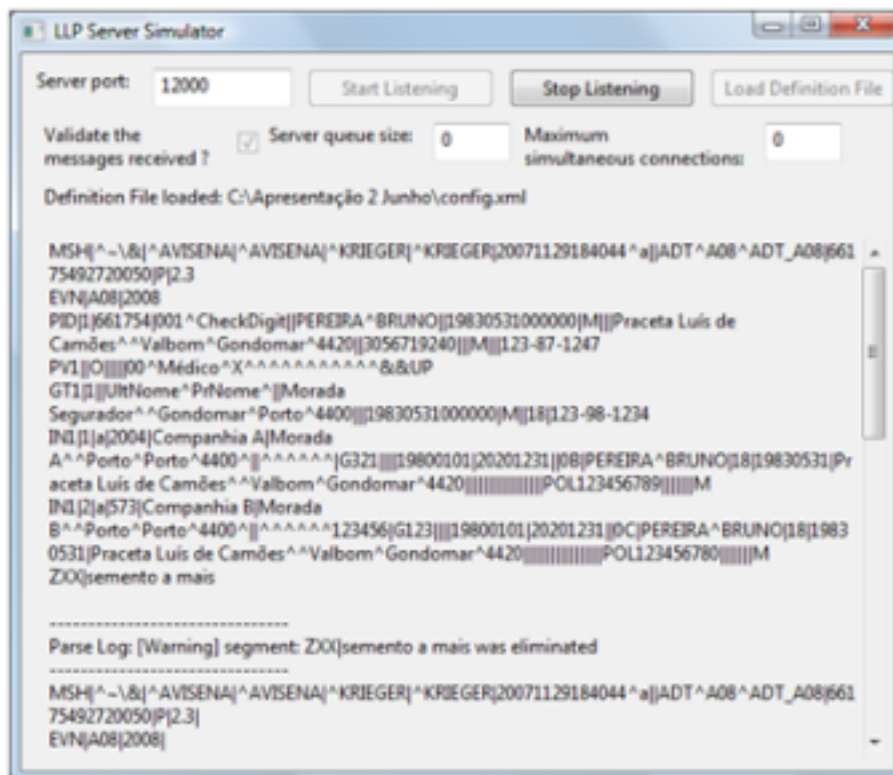 LLP Server Simulator
Server port: 12000 Start Listening Stop Listening Load Definition File
Validate the Server queue size: 0 Maximum 0
messages received ? simultaneous connections:
Definition File loaded: C:\Apresentação 2 Junho\config.xml
MSH|^~\&|^AVISENA|^AVISENA|^KRIEGER|^KRIEGER|20071129184044^a||ADT^A08^ADT_A08|661
75492720050|P|2.3
EVN|A08|2008
PID|1|661754|001^CheckDigit||PEREIRA^BRUNO||19830531000000|M|||Praceta Luís de
Camões^^Valbom^Gondomar^4420||3056719240|||M|||123-87-1247
PV1||O|||||00^Médico^X^^^^^^^^^^^&&UP
GT1|1||UltNome^PrNome^||Morada
Segurador^^Gondomar^Porto^4400|||19830531000000|M||18|123-98-1234
IN1|1|a|2004|Companhia A|Morada
A^^Porto^Porto^4400^||^^^^^^|G321||||19800101|20201231||0B|PEREIRA^BRUNO|18|19830531|Pr
aceta Luís de Camões^^Valbom^Gondomar^4420|||||||||||||||||POL123456789|||||||M
IN1|2|a|573|Companhia B|Morada
B^^Porto^Porto^4400^||^^^^^^123456|G123||||19800101|20201231||0C|PEREIRA^BRUNO|18|1983
0531|Praceta Luís de Camões^^Valbom^Gondomar^4420|||||||||||||||||POL123456780|||||||M
ZXX|semento a mais
-------------------------------
Parse Log: [Warning] segment: ZXX|semento a mais was eliminated
-------------------------------
MSH|^~\&|^AVISENA|^AVISENA|^KRIEGER|^KRIEGER|20071129184044^a||ADT^A08^ADT_A08|661
75492720050|P|2.3|
EVN|A08|2008|